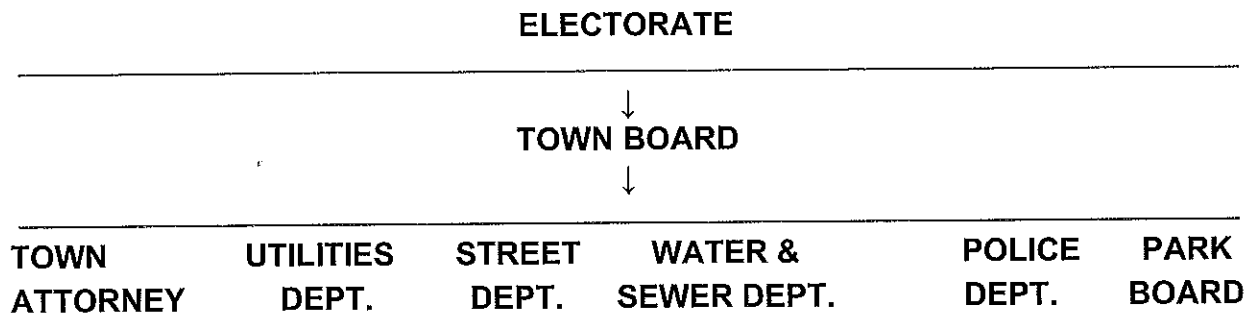 ELECTORATE
↓
TOWN BOARD
↓
TOWN UTILITIES STREET WATER & POLICE PARK
ATTORNEY DEPT. DEPT. SEWER DEPT. DEPT. BOARD